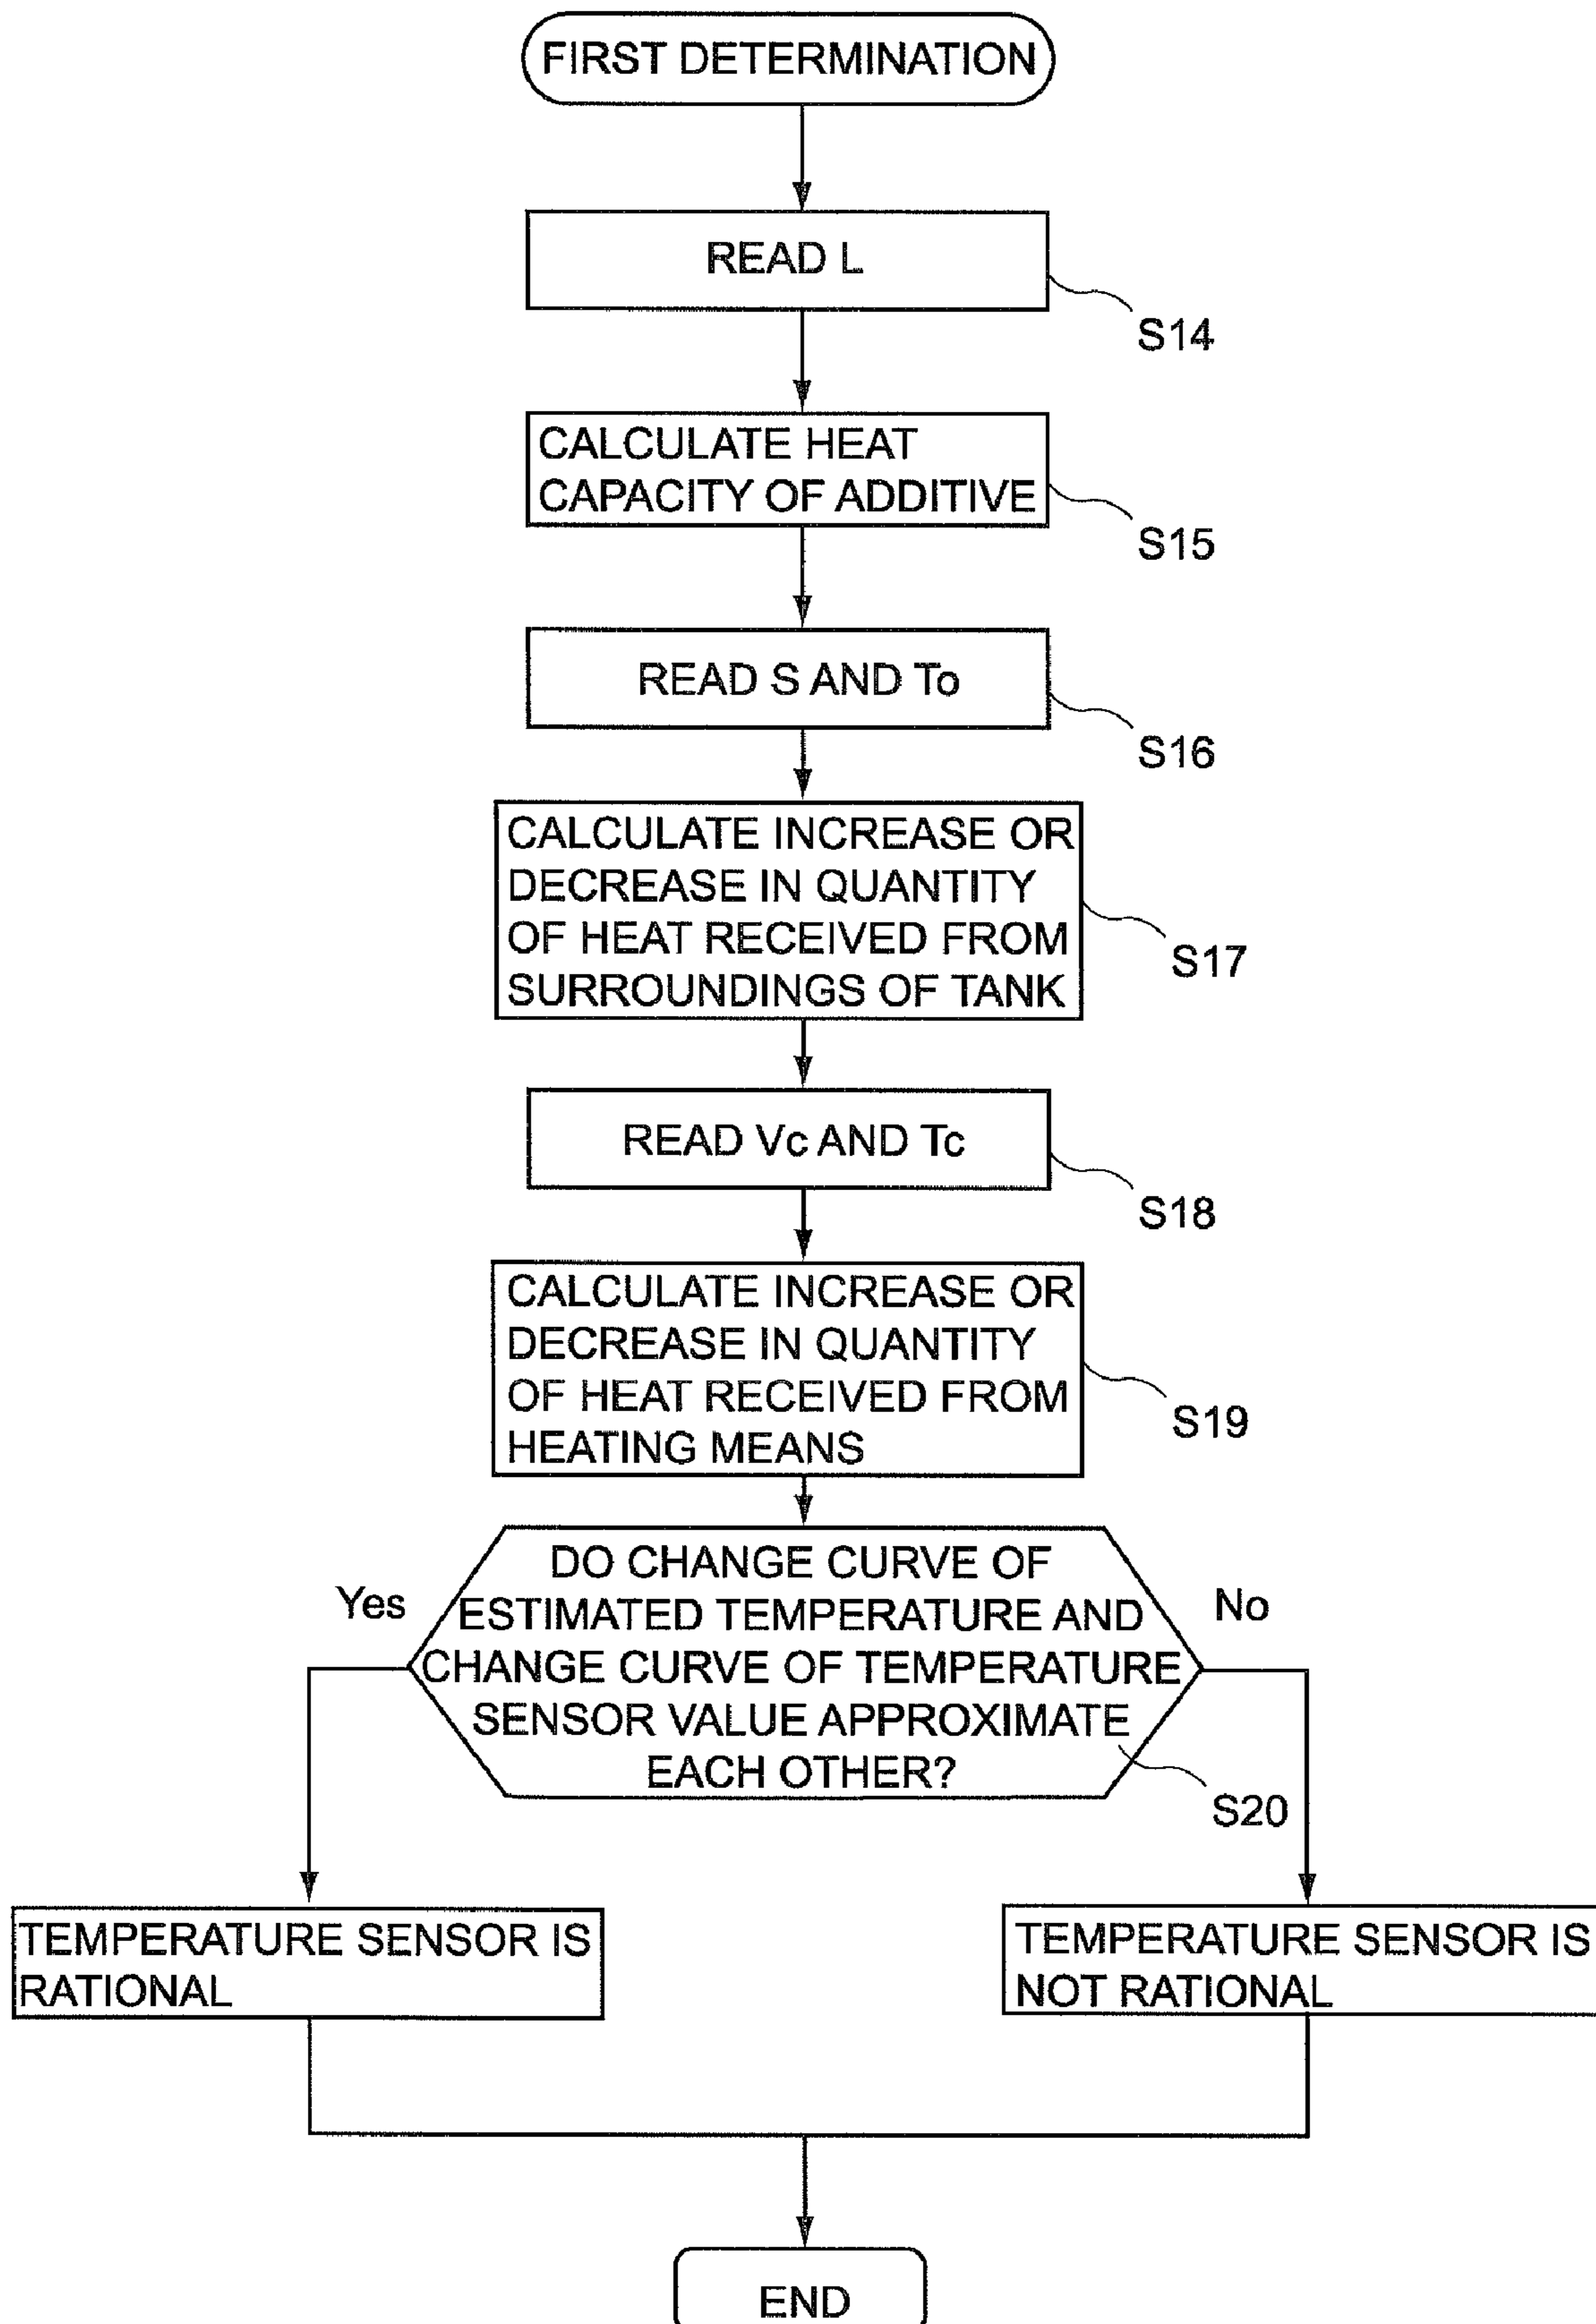 FIRST DETERMINATION
READ L
S14
CALCULATE HEAT
CAPACITY OF ADDITIVE
S15
READ S AND To
S16
CALCULATE INCREASE OR
DECREASE IN QUANTITY
OF HEAT RECEIVED FROM
SURROUNDINGS OF TANK
S17
READ Vc AND Tc
S18
CALCULATE INCREASE OR
DECREASE IN QUANTITY
OF HEAT RECEIVED FROM
HEATING MEANS
S19
DO CHANGE CURVE OF
ESTIMATED TEMPERATURE AND
CHANGE CURVE OF TEMPERATURE
SENSOR VALUE APPROXIMATE
EACH OTHER?
Yes
No
S20
TEMPERATURE SENSOR IS
RATIONAL
TEMPERATURE SENSOR IS
NOT RATIONAL
END